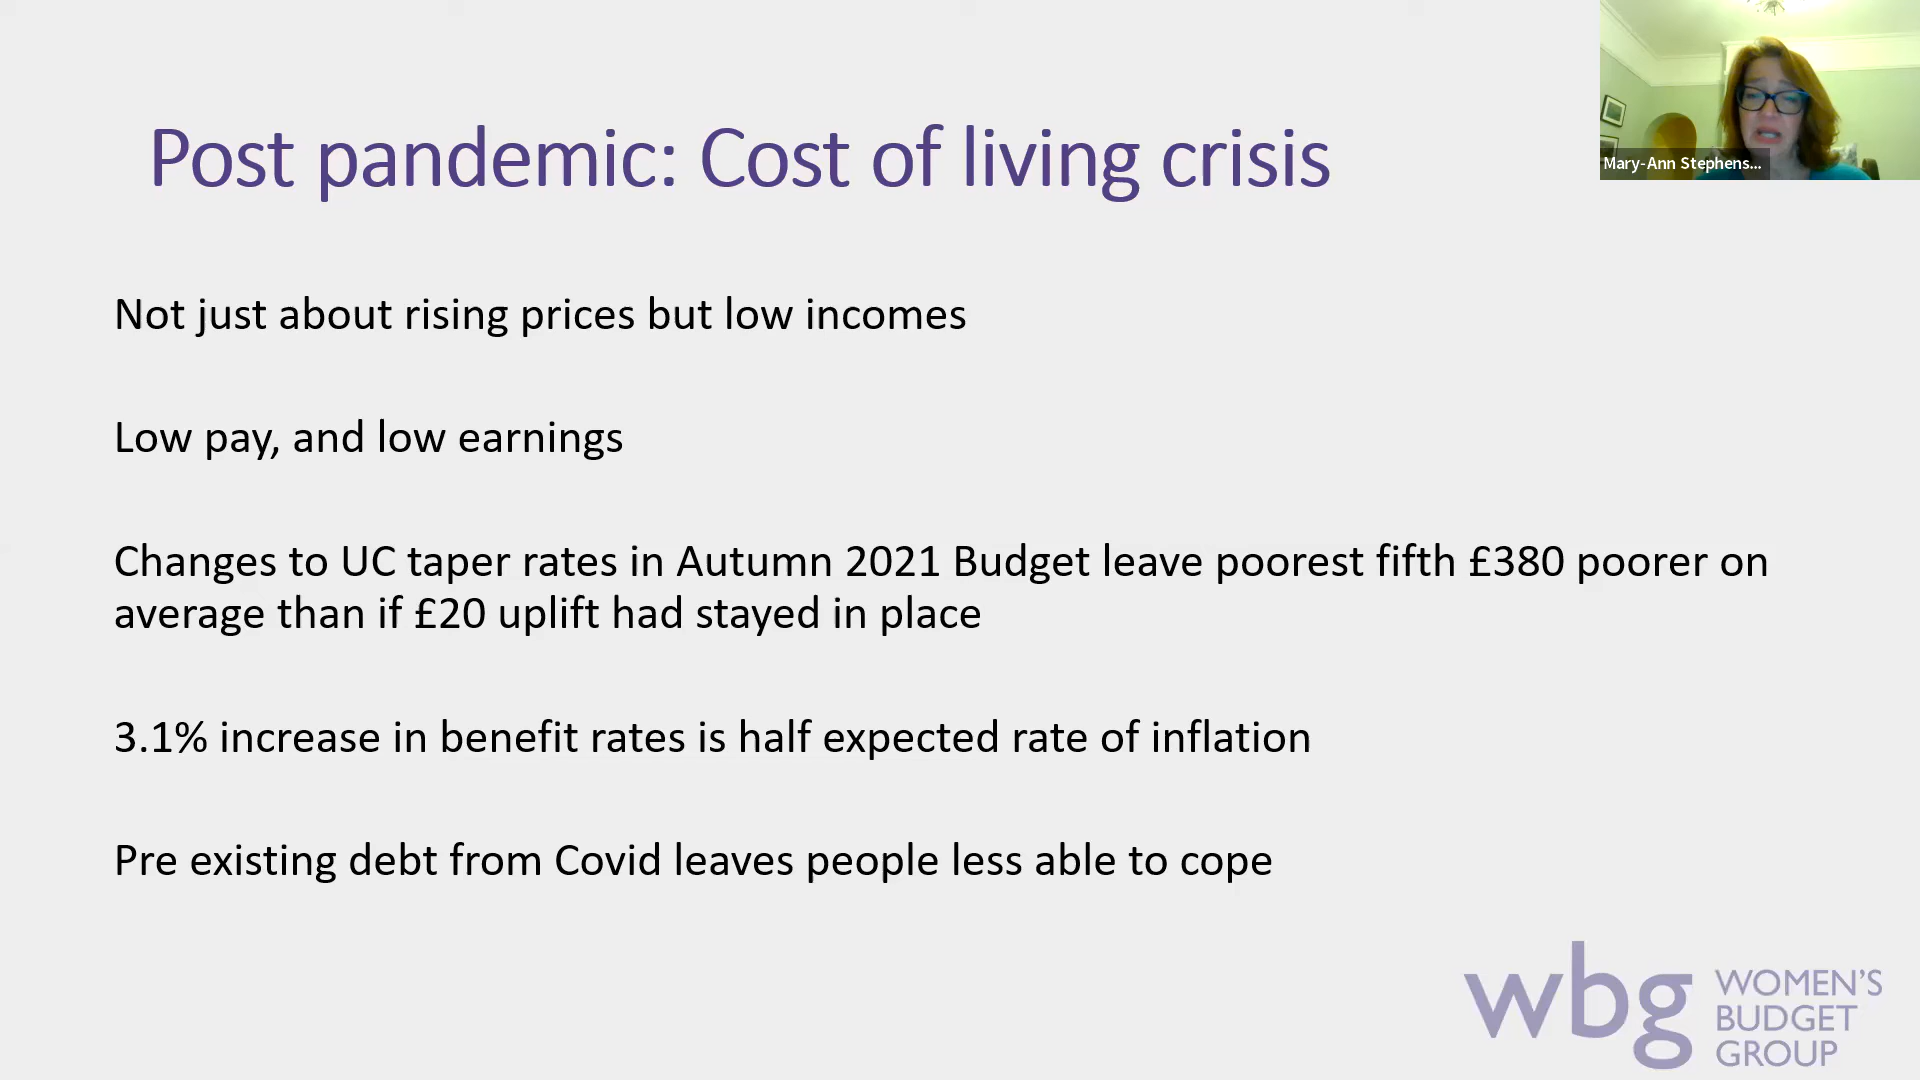 Post pandemic: Cost of living crisis
Mary-Ann Stephens...
Not just about rising prices but low incomes
Low pay, and low earnings
Changes to UC taper rates in Autumn 2021 Budget leave poorest fifth £380 poorer on
average than if £20 uplift had stayed in place
3.1% increase in benefit rates is half expected rate of inflation
Pre existing debt from Covid leaves people less able to cope
wbg
WOMEN'S
BUDGET
GROUP